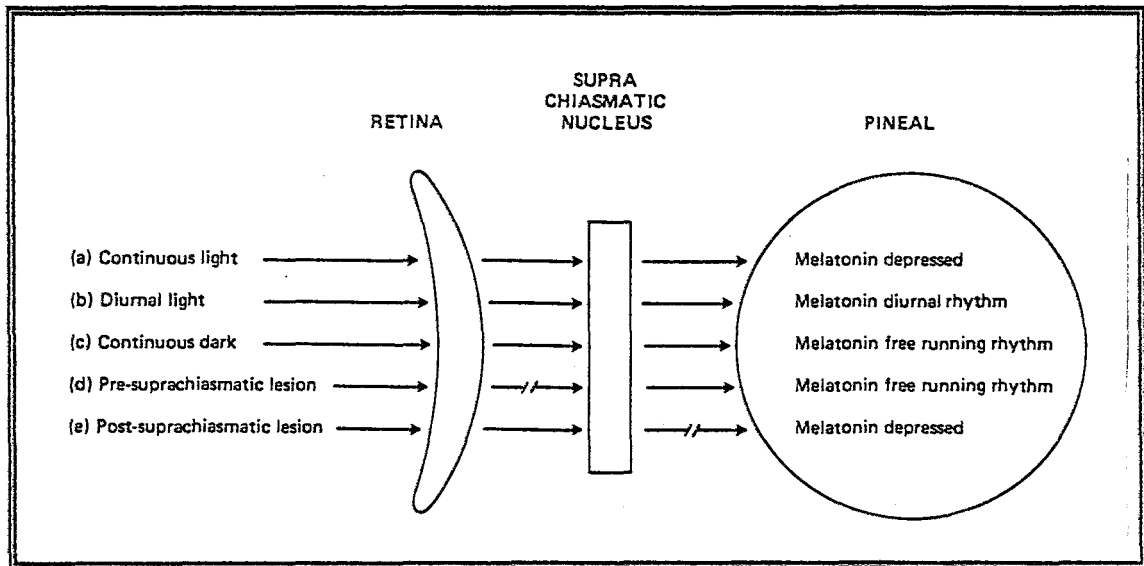 SUPRA
CHIASMATIC
NUCLEUS
RETINA
PINEAL
(a) Continuous light
Melatonin depressed
(b) Diurnal light
Melatonin diurnal rhythm
(c) Continuous dark
Melatonin free running rhythm
(d) Pre-suprachiasmatic lesion
Melatonin free running rhythm
(e) Post-suprachiasmatic lesion
Melatonin depressed